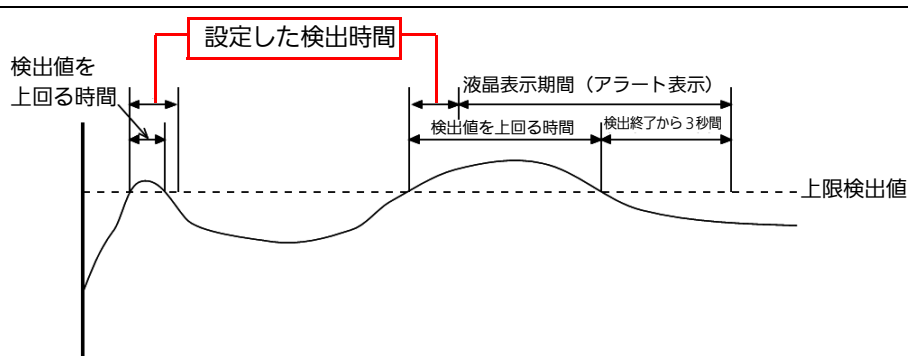 設定した検出時間
検出値を
上回る時間
液晶表示期間（アラート表示）
検出値を上回る時間
検出終了から3秒間
上限検出値